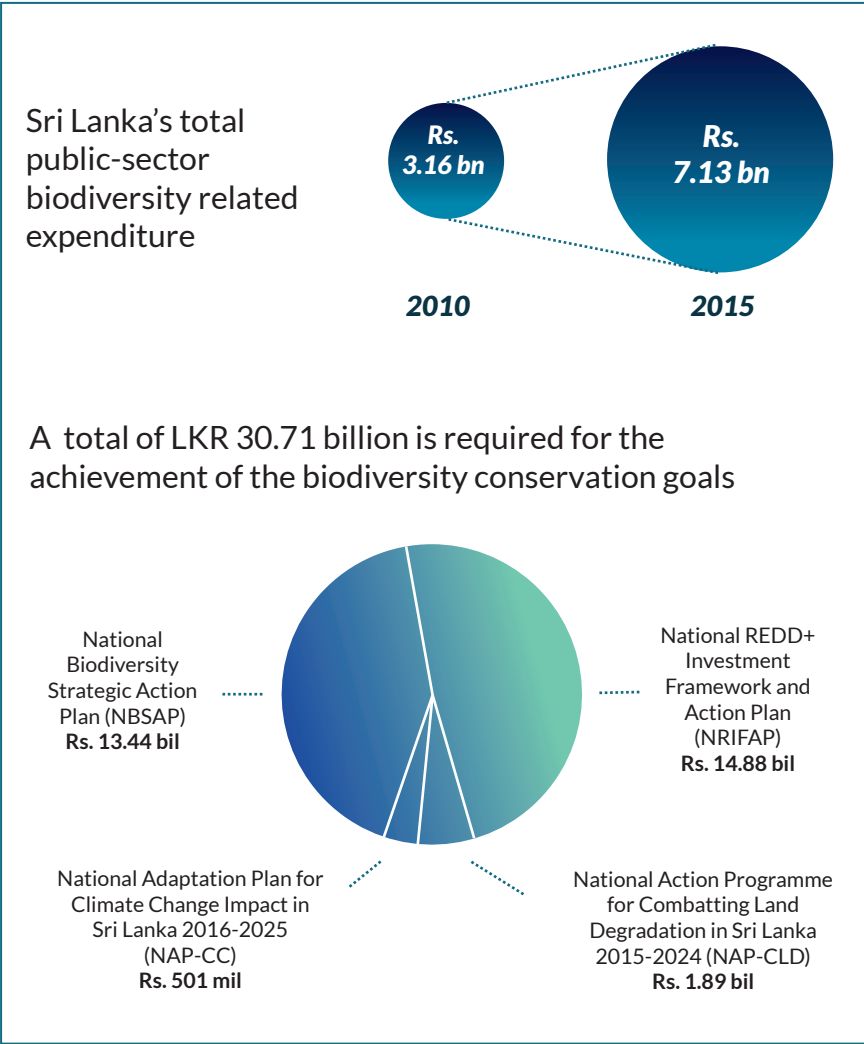 Sri Lanka’s total
public-sector
biodiversity related
expenditure
Rs.
3.16 bn
Rs.
7.13 bn
2010
2015
A total of LKR 30.71 billion is required for the
achievement of the biodiversity conservation goals
National
Biodiversity
Strategic Action
Plan (NBSAP)
Rs. 13.44 bil
National REDD+
Investment
Framework and
Action Plan
(NRIFAP)
Rs. 14.88 bil
National Adaptation Plan for
Climate Change Impact in
Sri Lanka 2016-2025
(NAP-CC)
Rs. 501 mil
National Action Programme
for Combatting Land
Degradation in Sri Lanka
2015-2024 (NAP-CLD)
Rs. 1.89 bil